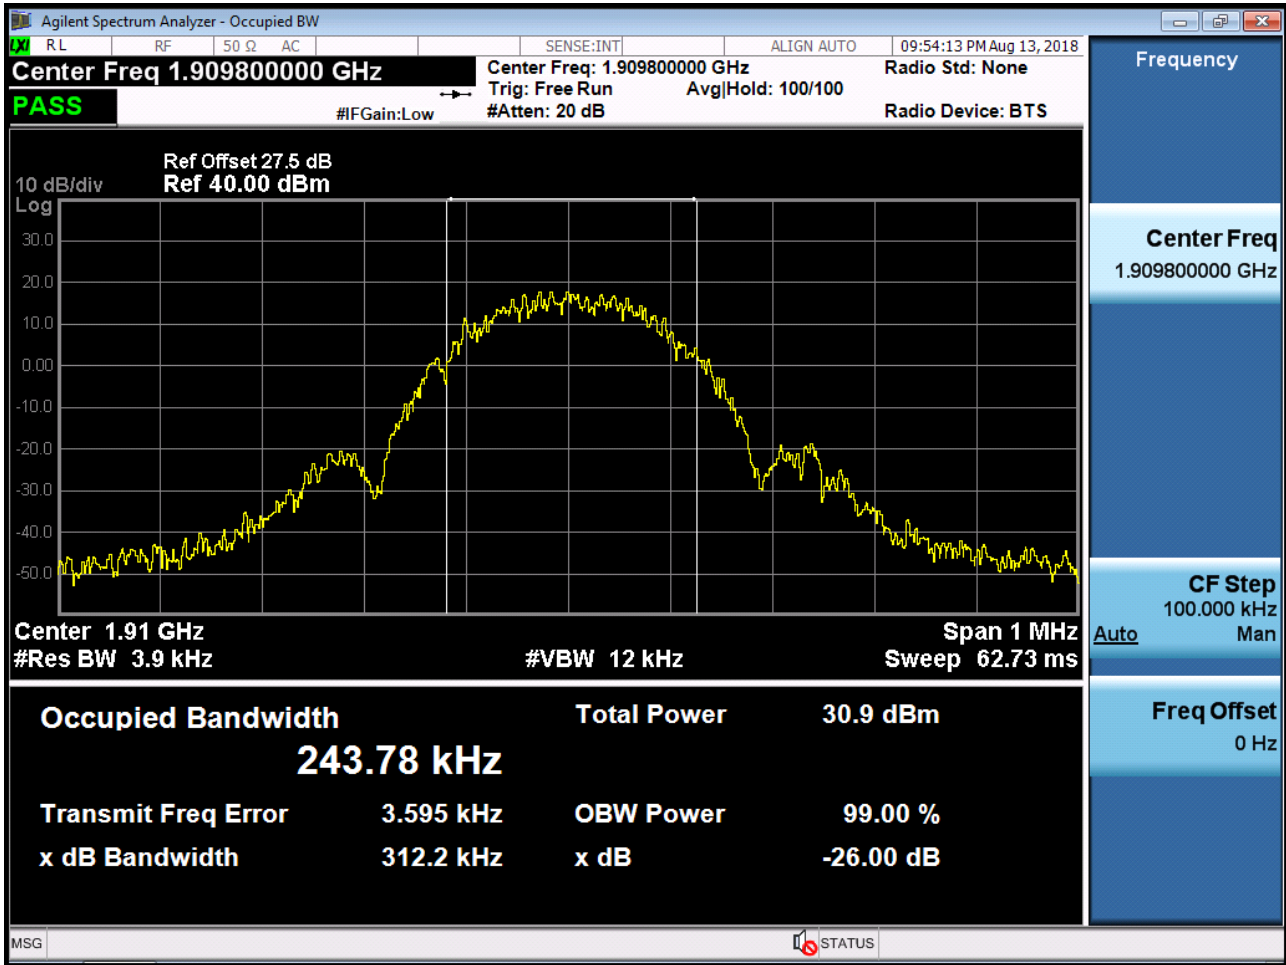 Agilent Spectrum Analyzer - Occupied BW
LXI RL RF 50 Ω AC SENSE:INT ALIGN AUTO 09:54:13 PM Aug 13, 2018
Center Freq 1.909800000 GHz
PASS
#IFGain:Low
Center Freq: 1.909800000 GHz
Trig: Free Run Avg|Hold: 100/100
#Atten: 20 dB
Radio Std: None
Radio Device: BTS
Ref Offset 27.5 dB
10 dB/div Ref 40.00 dBm
Log
30.0
20.0
10.0
0.00
-10.0
-20.0
-30.0
-40.0
-50.0
Center 1.91 GHz Span 1 MHz
#Res BW 3.9 kHz #VBW 12 kHz Sweep 62.73 ms
Occupied Bandwidth Total Power 30.9 dBm
243.78 kHz
Transmit Freq Error 3.595 kHz OBW Power 99.00 %
x dB Bandwidth 312.2 kHz x dB -26.00 dB
MSG STATUS
Frequency
Center Freq
1.909800000 GHz
CF Step
100.000 kHz
Auto Man
Freq Offset
0 Hz